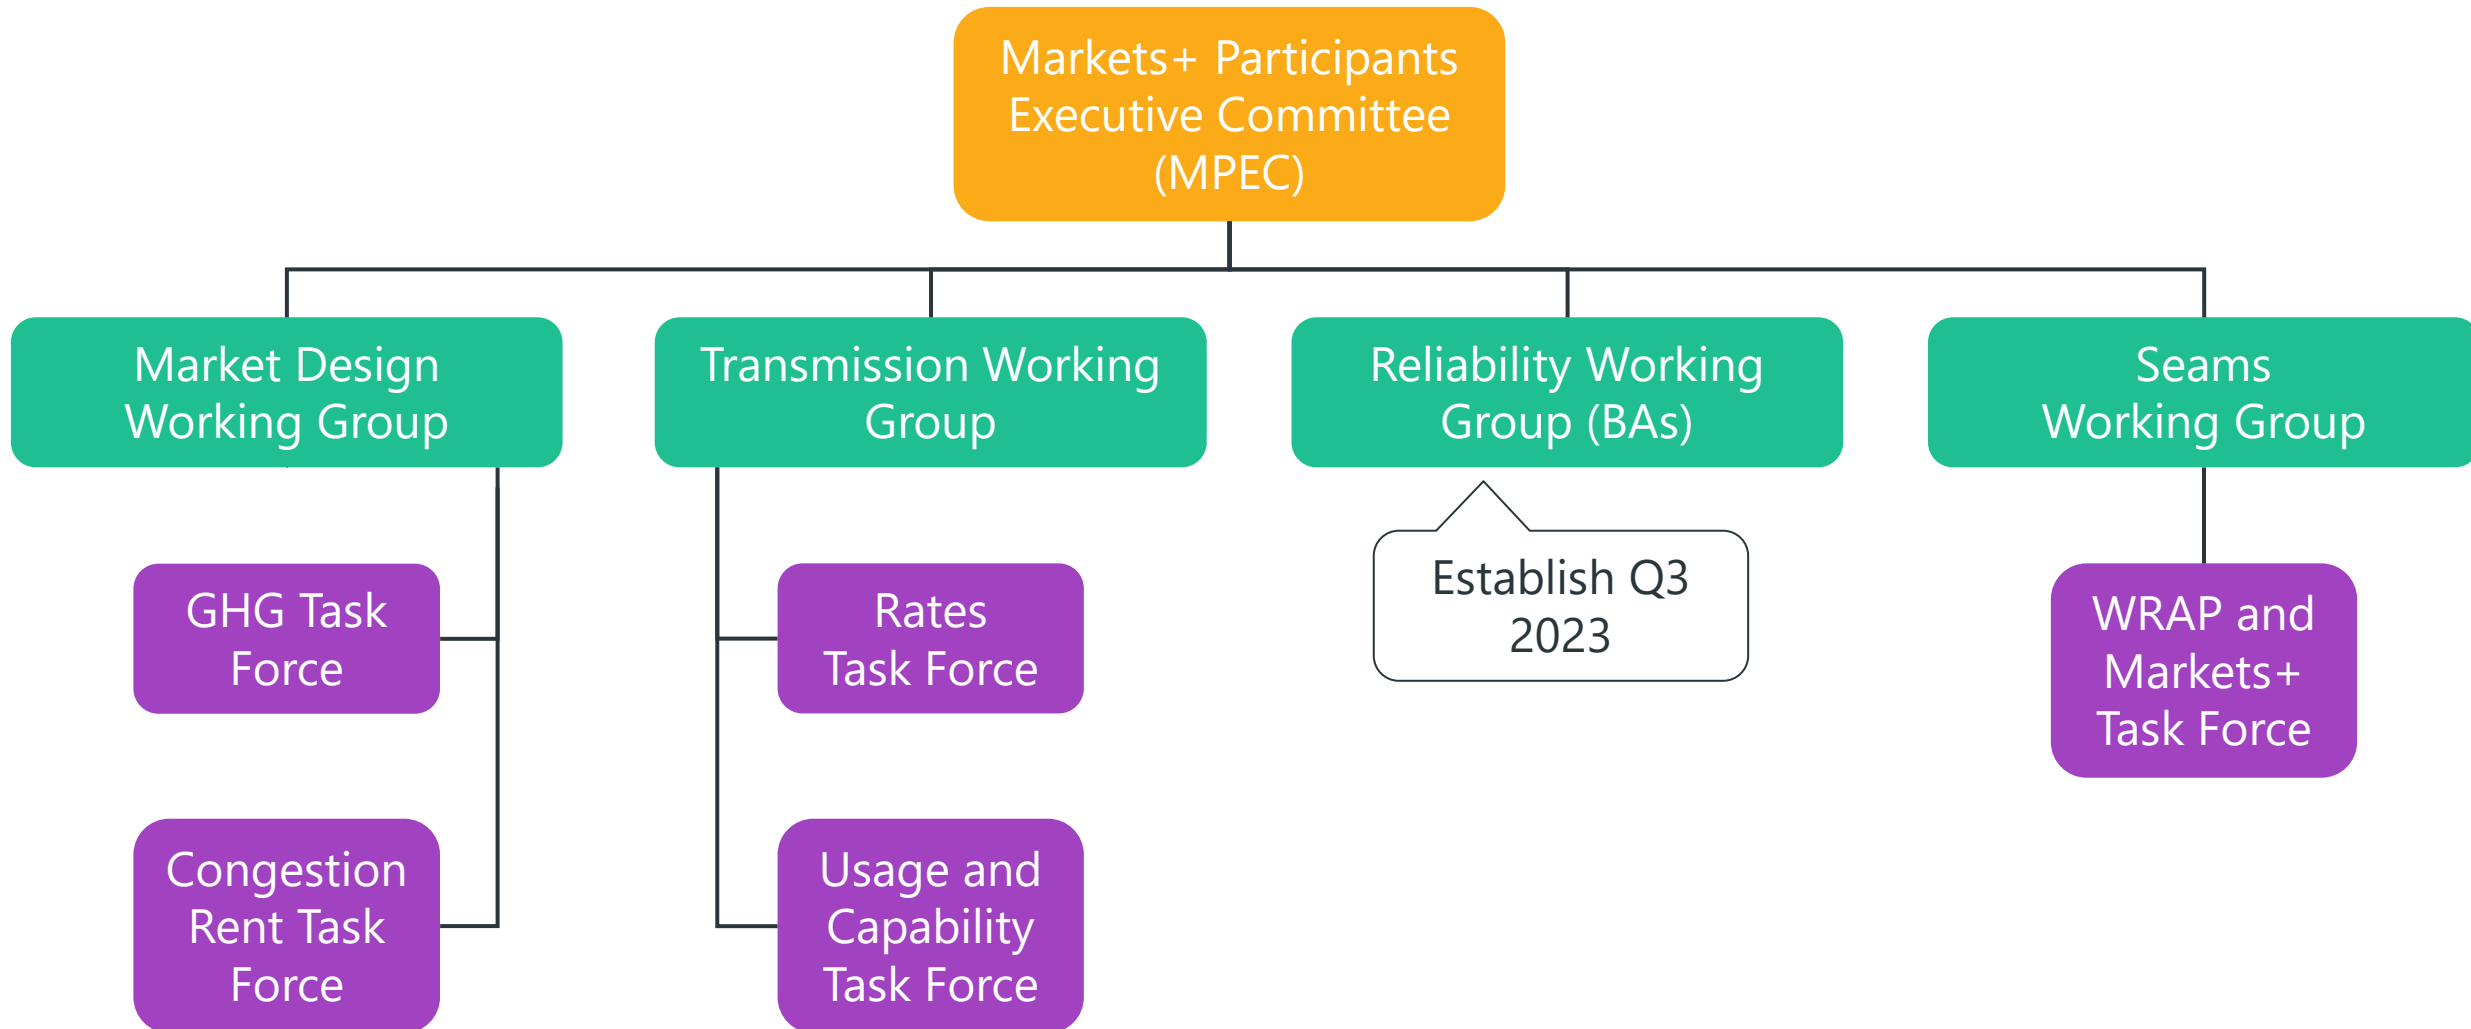 Markets+ Participants
Executive Committee
(MPEC)
Market Design
Working Group
Transmission Working
Group
Reliability Working
Group (BAs)
Seams
Working Group
GHG Task
Force
Rates
Task Force
Establish Q3
2023
WRAP and
Markets+
Task Force
Congestion
Rent Task
Force
Usage and
Capability
Task Force